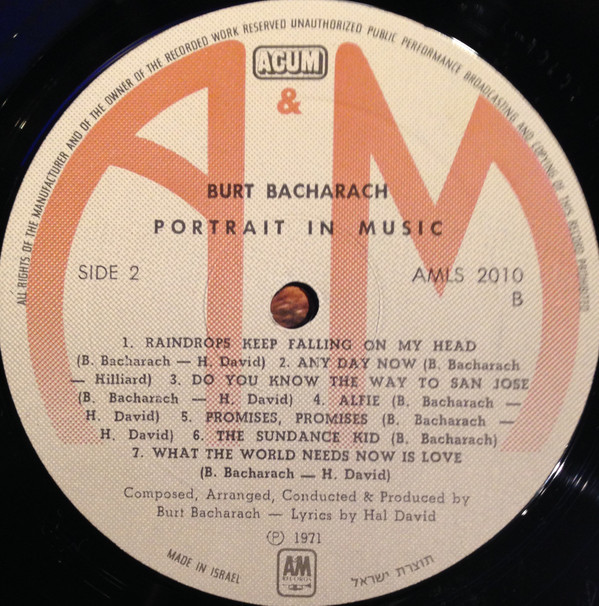 ALL RIGHTS OF THE MANUFACTURER AND OF THE OWNER OF THE RECORDED WORK RESERVED UNAUTHORIZED PUBLIC PERFORMANCE BROADCASTING AND COPYING OF THIS RECORD PROHIBITED
ACUM
A & M
BURT BACHARACH
PORTRAIT IN MUSIC
SIDE 2
AMLS 2010
B
1. RAINDROPS KEEP FALLING ON MY HEAD
(B. Bacharach — H. David) 2. ANY DAY NOW (B. Bacharach
— Hilliard) 3. DO YOU KNOW THE WAY TO SAN JOSE
(B. Bacharach — H. David) 4. ALFIE (B. Bacharach —
H. David) 5. PROMISES, PROMISES (B. Bacharach —
H. David) 6. THE SUNDANCE KID (B. Bacharach)
7. WHAT THE WORLD NEEDS NOW IS LOVE
(B. Bacharach — H. David)
Composed, Arranged, Conducted & Produced by
Burt Bacharach — Lyrics by Hal David
Ⓟ 1971
MADE IN ISRAEL
AM
RECORDS
תוצרת ישראל